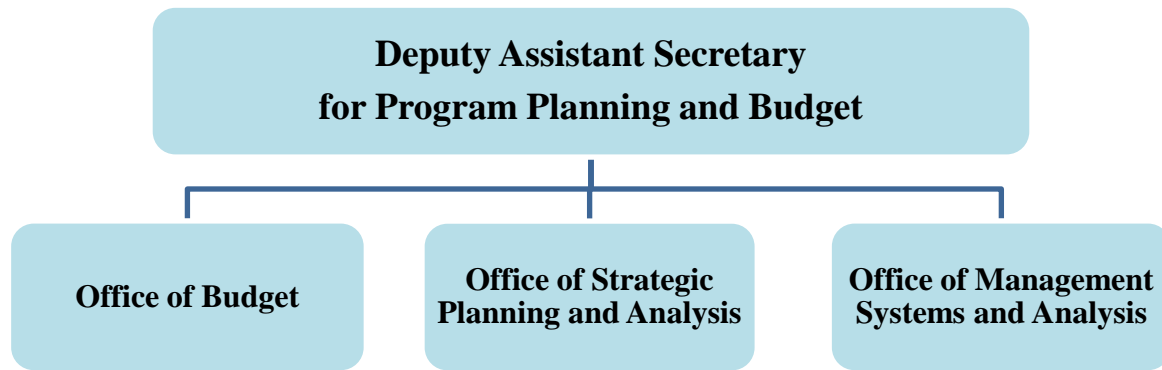 Deputy Assistant Secretary
for Program Planning and Budget
Office of Budget
Office of Strategic
Planning and Analysis
Office of Management
Systems and Analysis